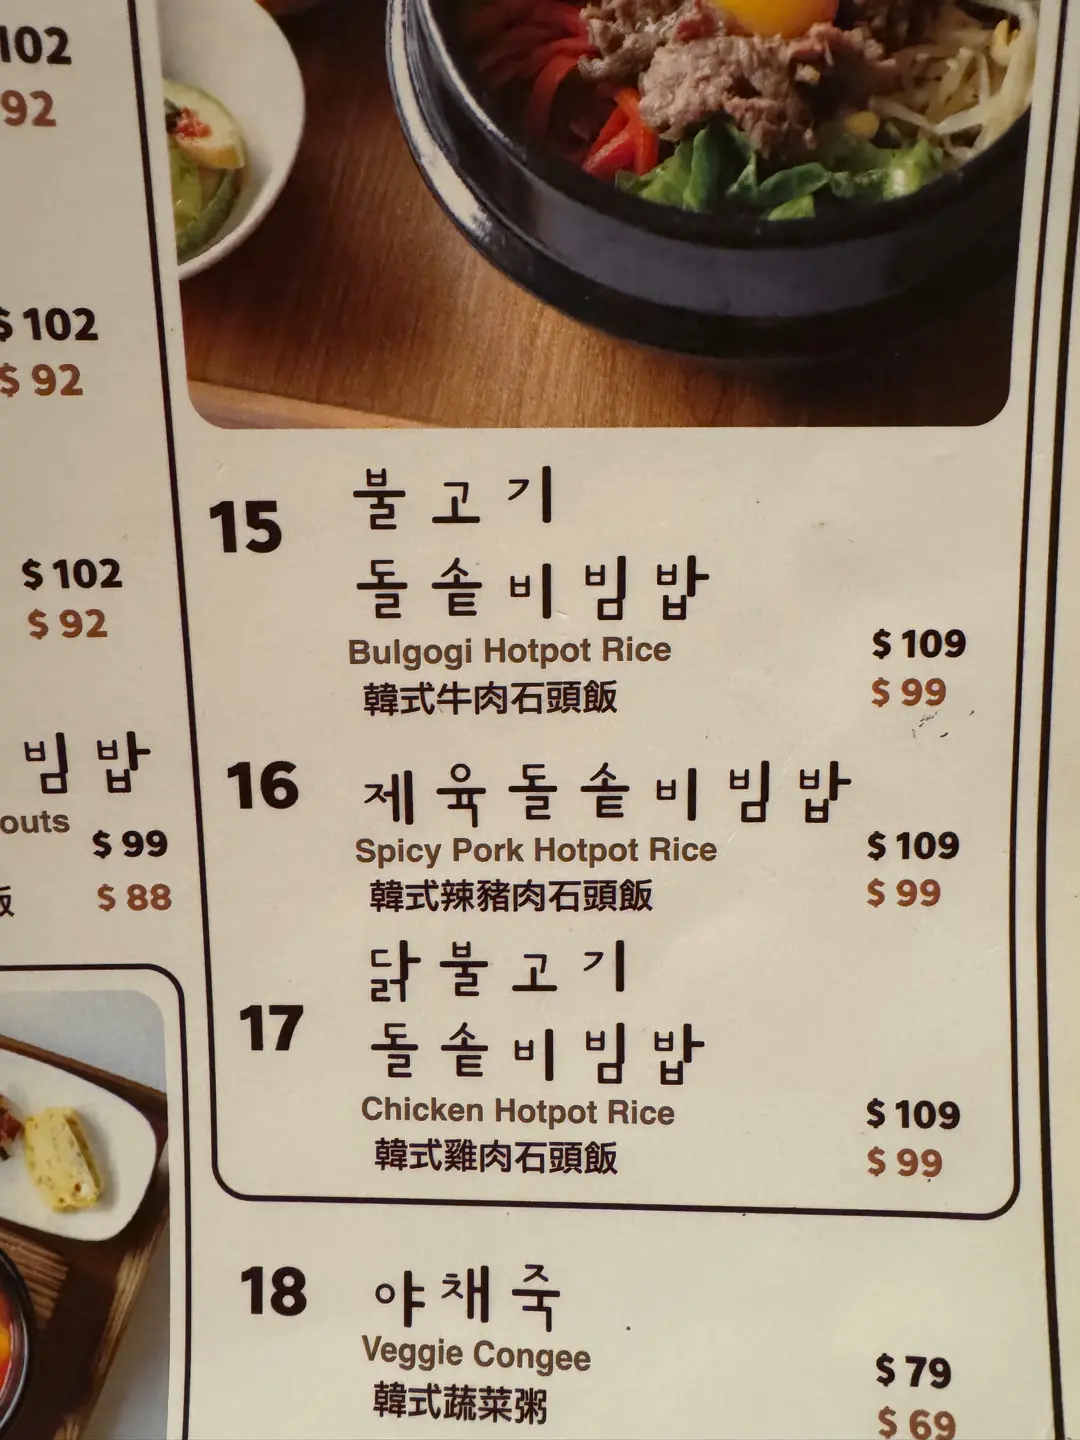 102
92
$ 102
$ 92
$ 102
$ 92
빔 밥
outs
$ 99
飯
$ 88
15
불 고 기
돌 솥 비 빔 밥
Bulgogi Hotpot Rice
$ 109
韓式牛肉石頭飯
$ 99
16
제 육 돌 솥 비 빔 밥
Spicy Pork Hotpot Rice
$ 109
韓式辣豬肉石頭飯
$ 99
17
닭 불 고 기
돌 솥 비 빔 밥
Chicken Hotpot Rice
$ 109
韓式雞肉石頭飯
$ 99
18
야 채 죽
Veggie Congee
$ 79
韓式蔬菜粥
$ 69